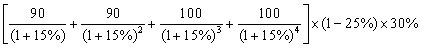 [90/(1+15%) + 90/(1+15%)² + 100/(1+15%)³ + 100/(1+15%)⁴] × (1−25%) × 30%